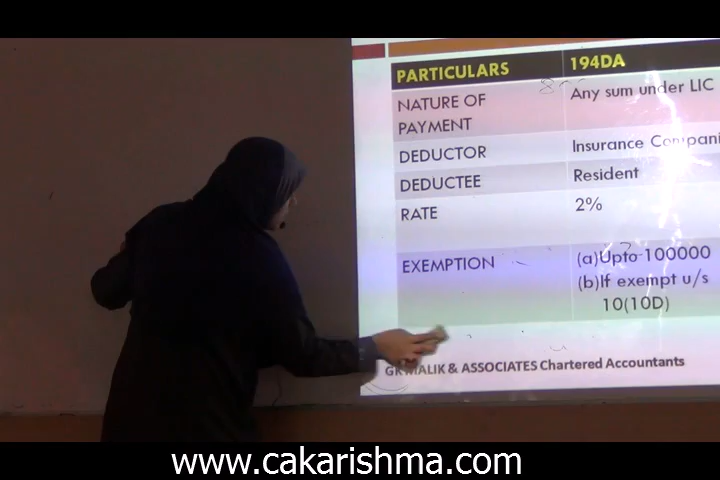 PARTICULARS 194DA
NATURE OF PAYMENT Any sum under LIC
DEDUCTOR Insurance Compani
DEDUCTEE Resident
RATE 2%
EXEMPTION (a)Upto 100000
(b)If exempt u/s
10(10D)
GK MALIK & ASSOCIATES Chartered Accountants
www.cakarishma.com